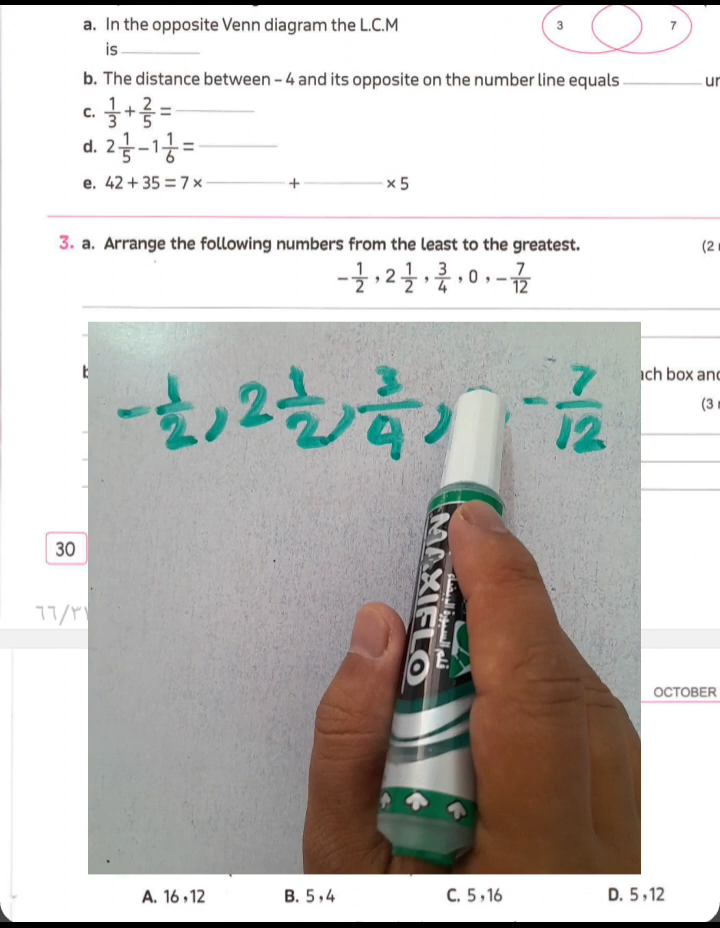 a. In the opposite Venn diagram the L.C.M
3 7
is
b. The distance between – 4 and its opposite on the number line equals
c. 1/3 + 2/5 =
d. 2 1/5 – 1 1/6 =
e. 42 + 35 = 7 × + × 5
3. a. Arrange the following numbers from the least to the greatest.
– 1/2 , 2 1/2 , 3/4 , 0 , – 7/12
ach box and
- 1/2 , 2 1/2 , 3/4 , - 7/12
MAXIFLO
30
OCTOBER
A. 16 , 12 B. 5 , 4 C. 5 , 16 D. 5 , 12